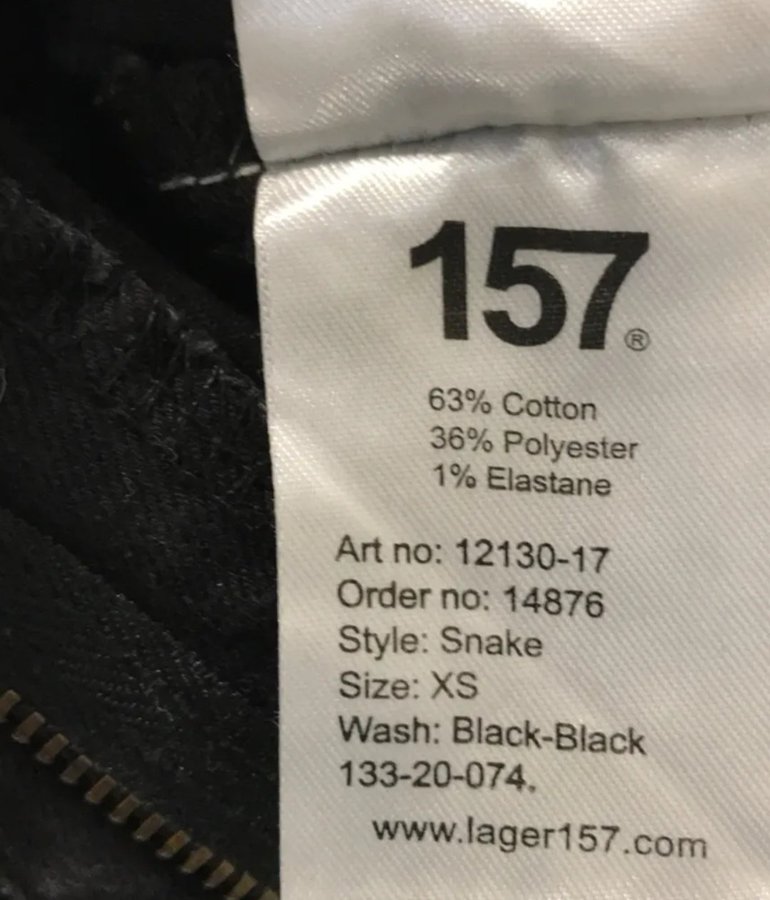 157®
63% Cotton
36% Polyester
1% Elastane
Art no: 12130-17
Order no: 14876
Style: Snake
Size: XS
Wash: Black-Black
133-20-074.
www.lager157.com